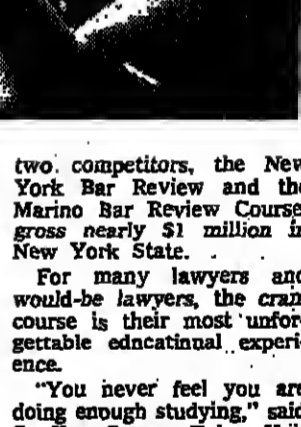 two competitors, the New
York Bar Review and the
Marino Bar Review Course
gross nearly $1 million in
New York State.
For many lawyers and
would-be lawyers, the cram
course is their most unfor-
gettable educatinual experi-
ence.
"You never feel you are
doing enough studying," said